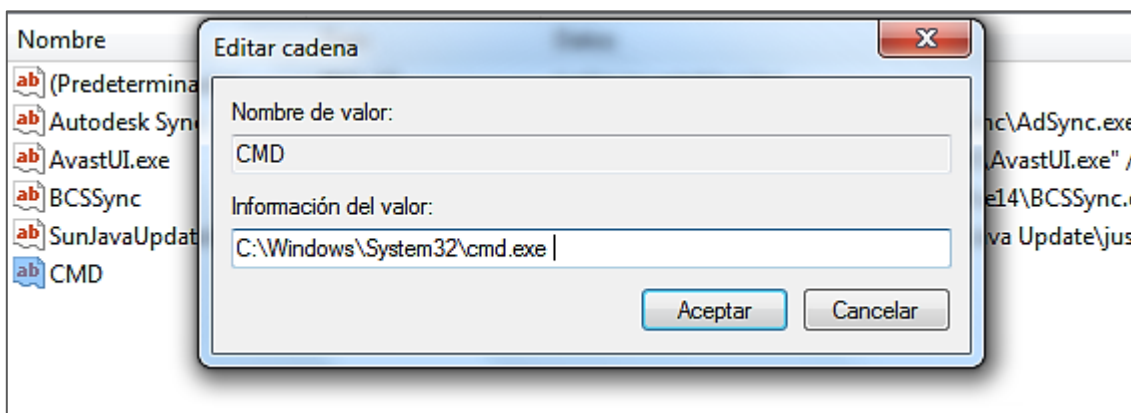 Nombre
Editar cadena
(Predetermina
Nombre de valor:
Autodesk Syn
nc\AdSync.exe
CMD
AvastUI.exe
\AvastUI.exe" /
BCSSync
Información del valor:
e14\BCSSync.
SunJavaUpdat
C:\Windows\System32\cmd.exe
va Update\jus
CMD
Aceptar
Cancelar